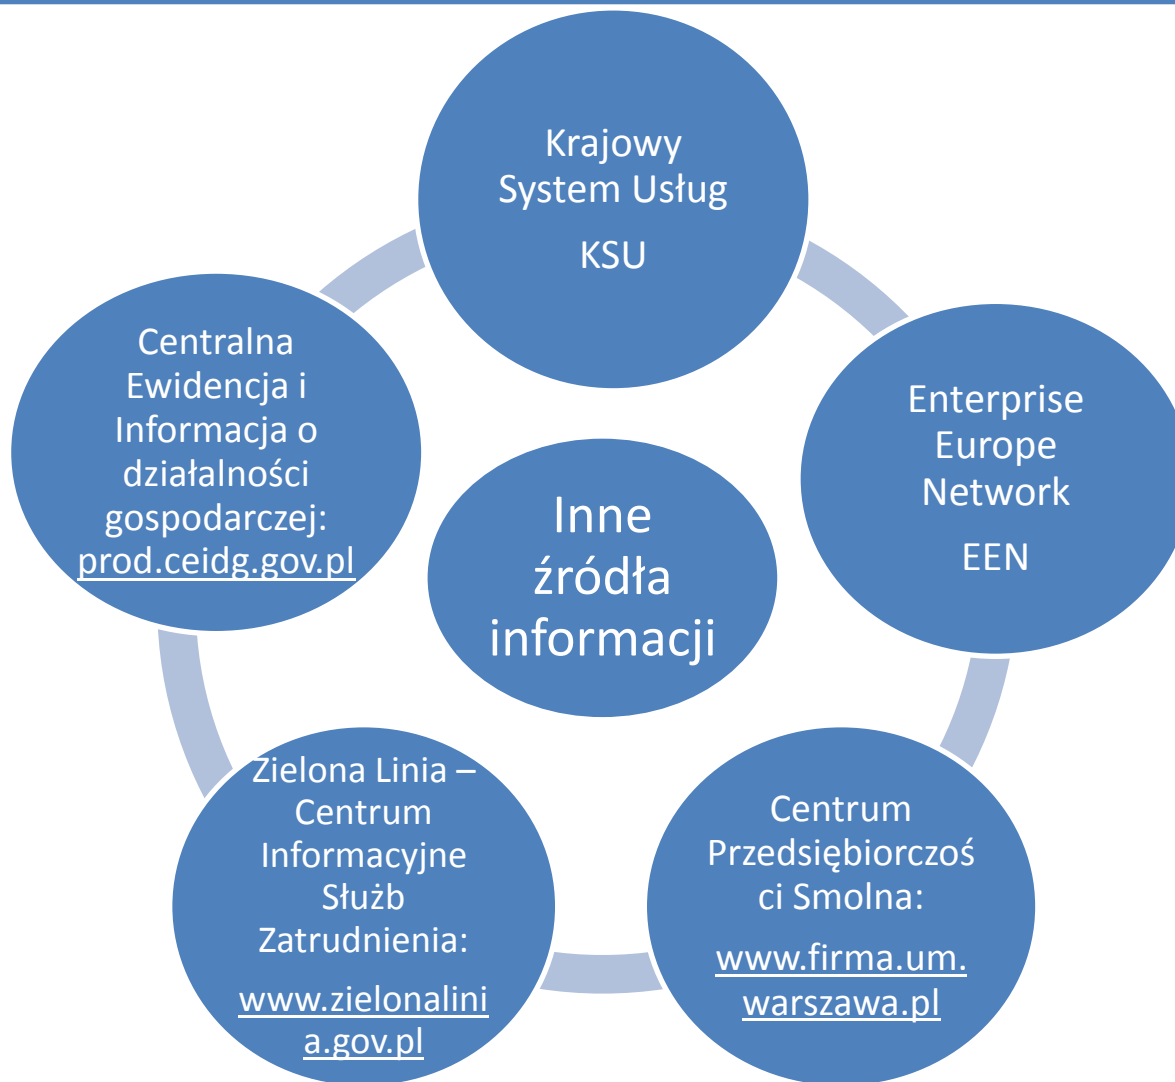 Krajowy
System Usług
KSU
Enterprise
Europe
Network
EEN
Centrum
Przedsiębiorczoś
ci Smolna:
www.firma.um.
warszawa.pl
Zielona Linia –
Centrum
Informacyjne
Służb
Zatrudnienia:
www.zielonalini
a.gov.pl
Centralna
Ewidencja i
Informacja o
działalności
gospodarczej:
prod.ceidg.gov.pl
Inne
źródła
informacji